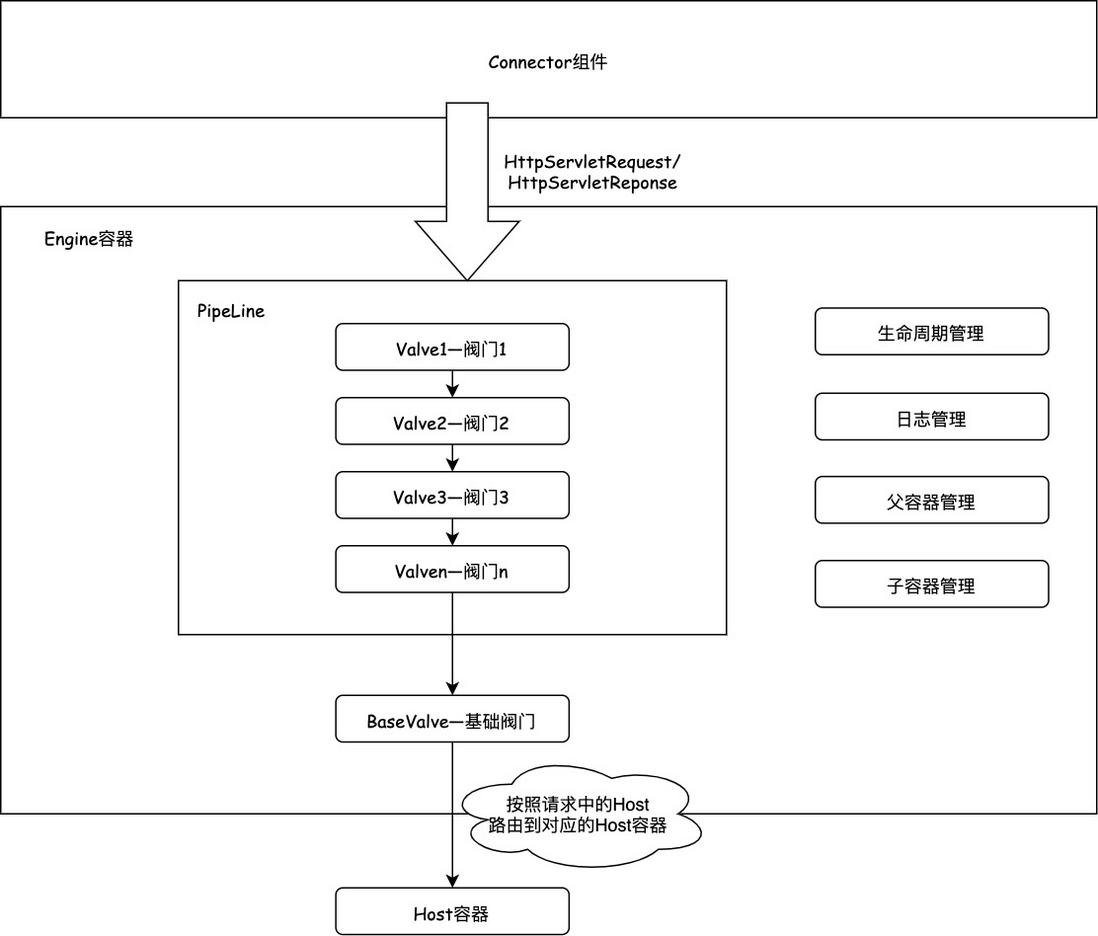 Connector组件
HttpServletRequest/
HttpServletReponse
Engine容器
PipeLine
Valve1—阀门1
Valve2—阀门2
Valve3—阀门3
Valven—阀门n
生命周期管理
日志管理
父容器管理
子容器管理
BaseValve—基础阀门
按照请求中的Host
路由到对应的Host容器
Host容器